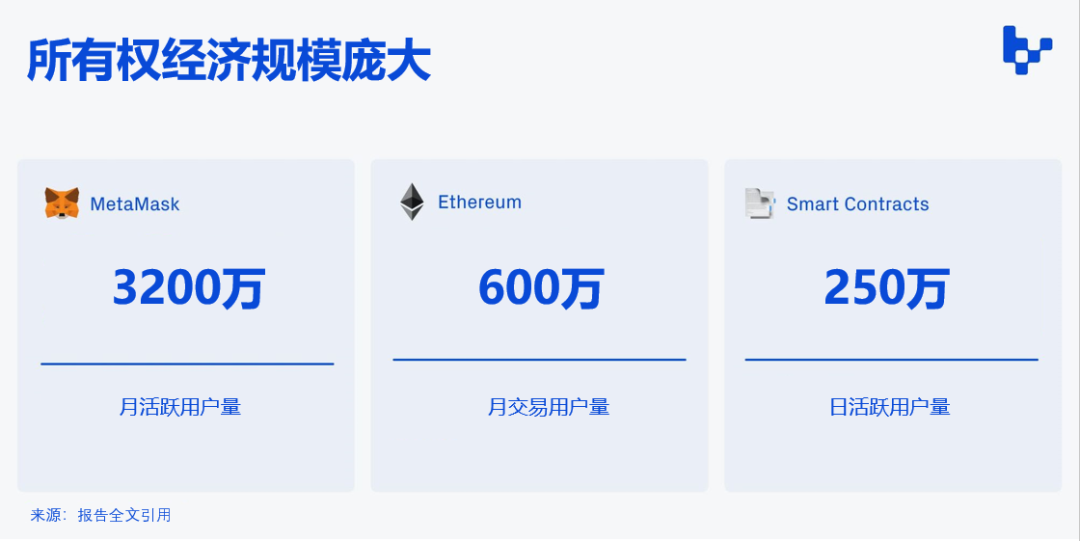 所有权经济规模庞大
MetaMask
3200万
月活跃用户量
Ethereum
600万
月交易用户量
Smart Contracts
250万
日活跃用户量
来源：报告全文引用